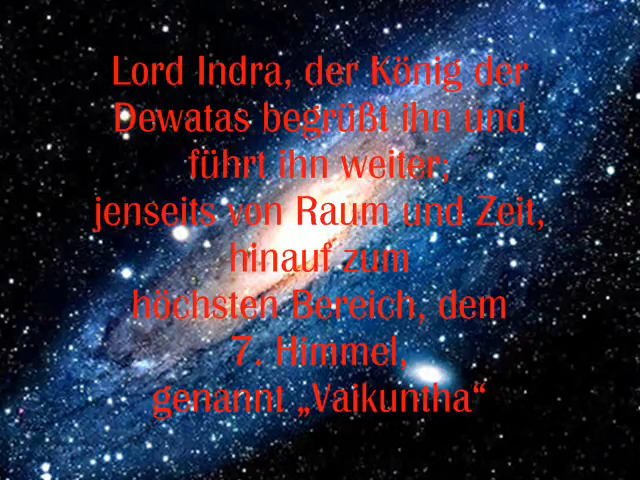 Lord Indra, der König der
Dewatas begrüßt ihn und
führt ihn weiter;
jenseits von Raum und Zeit,
hinauf zum
höchsten Bereich, dem
7. Himmel,
genannt „Vaikuntha“